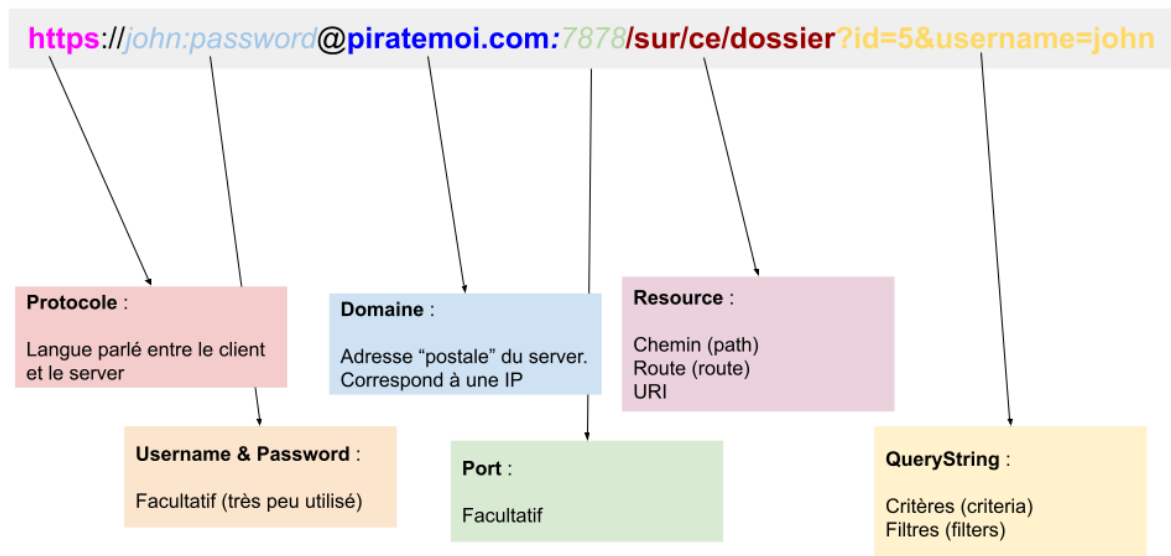 https://john:password@piratemoi.com:7878/sur/ce/dossier?id=5&username=john
Protocole :
Langue parlé entre le client
et le server
Domaine :
Adresse “postale” du server.
Correspond à une IP
Resource :
Chemin (path)
Route (route)
URI
Username & Password :
Facultatif (très peu utilisé)
Port :
Facultatif
QueryString :
Critères (criteria)
Filtres (filters)